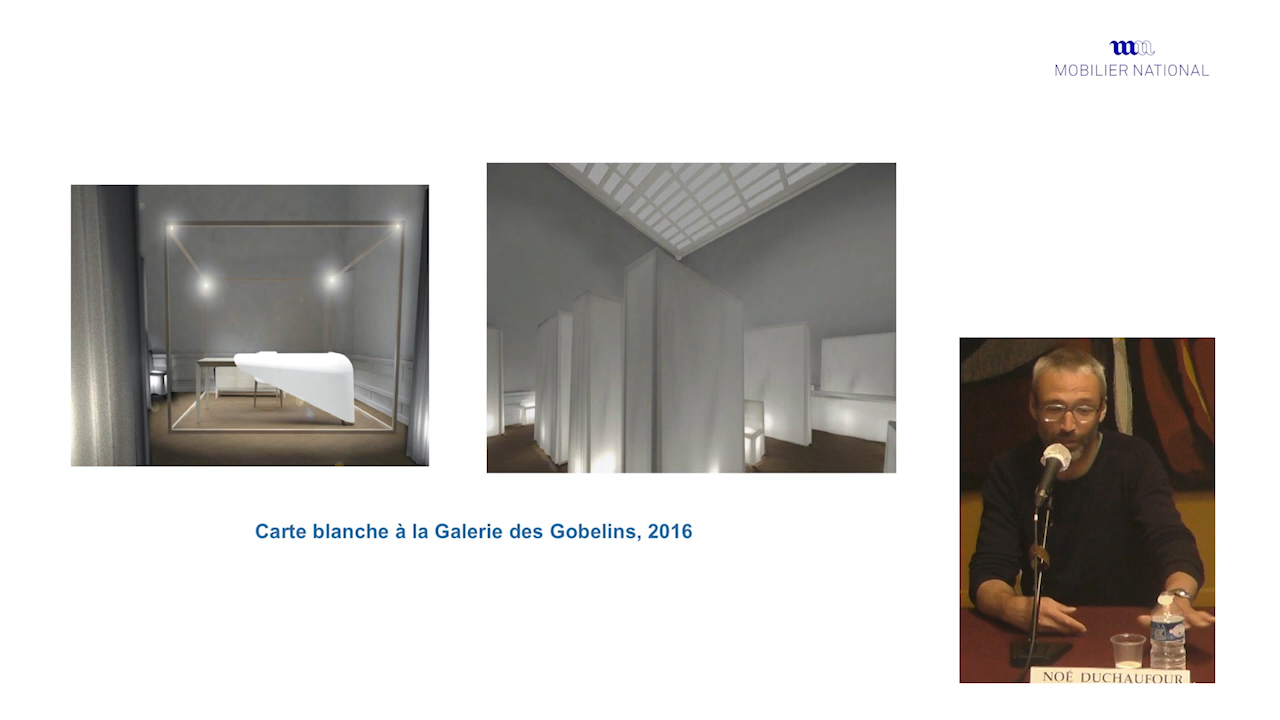 MOBILIER NATIONAL
Carte blanche à la Galerie des Gobelins, 2016
NOÉ DUCHAUFOUR